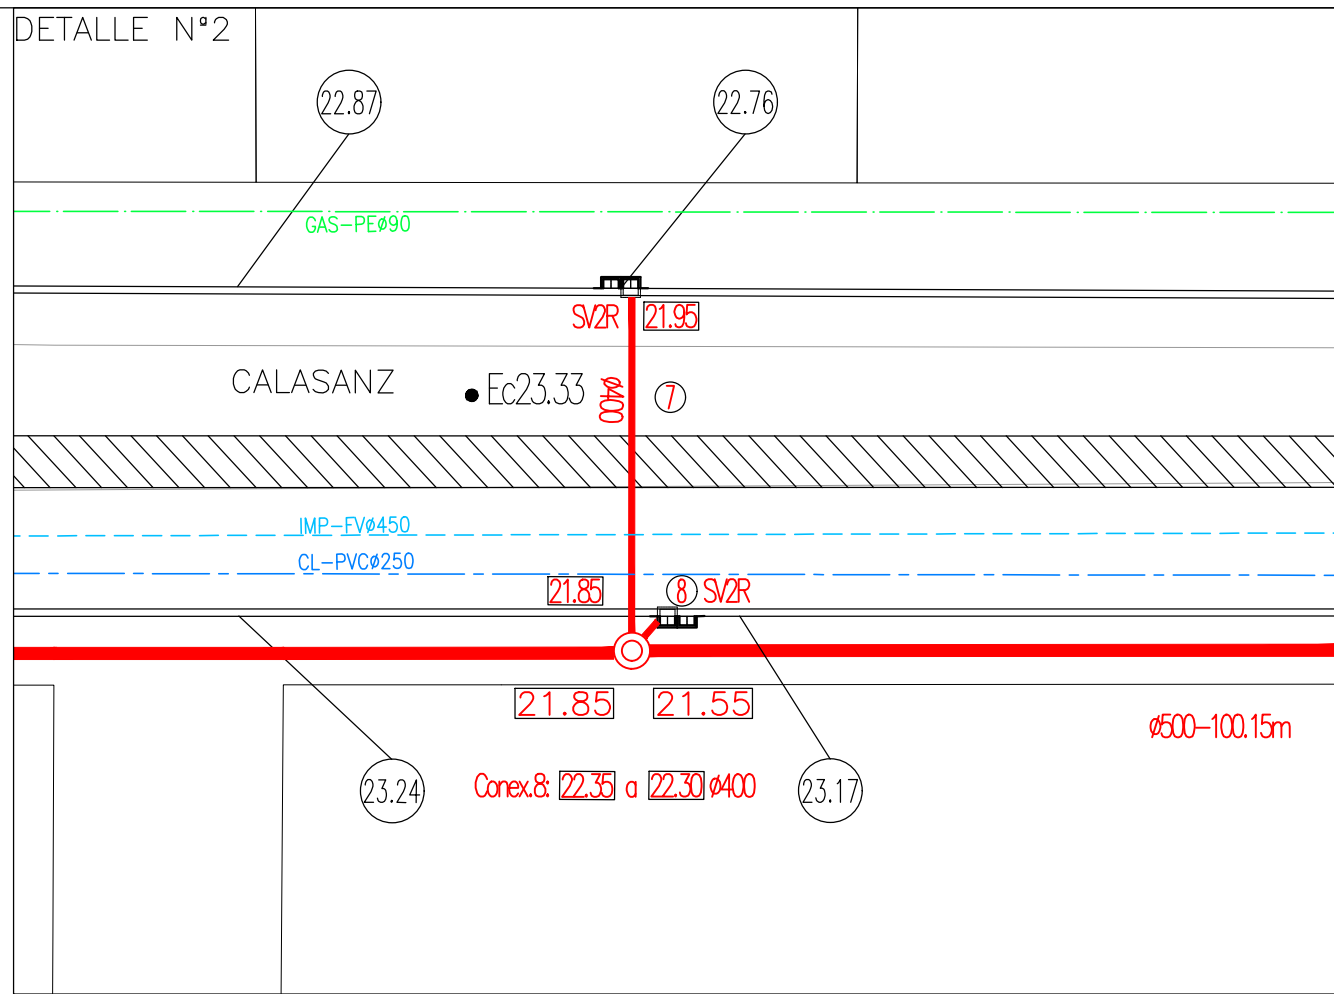 DETALLE Nº2
22.87
22.76
GAS-PEø90
SV2R 21.95
CALASANZ
Ec23.33
ø400
7
IMP-FVø450
CL-PVCø250
21.85
8 SV2R
21.85
21.55
ø500-100.15m
23.24
Conex.8: 22.35 a 22.30 ø400
23.17